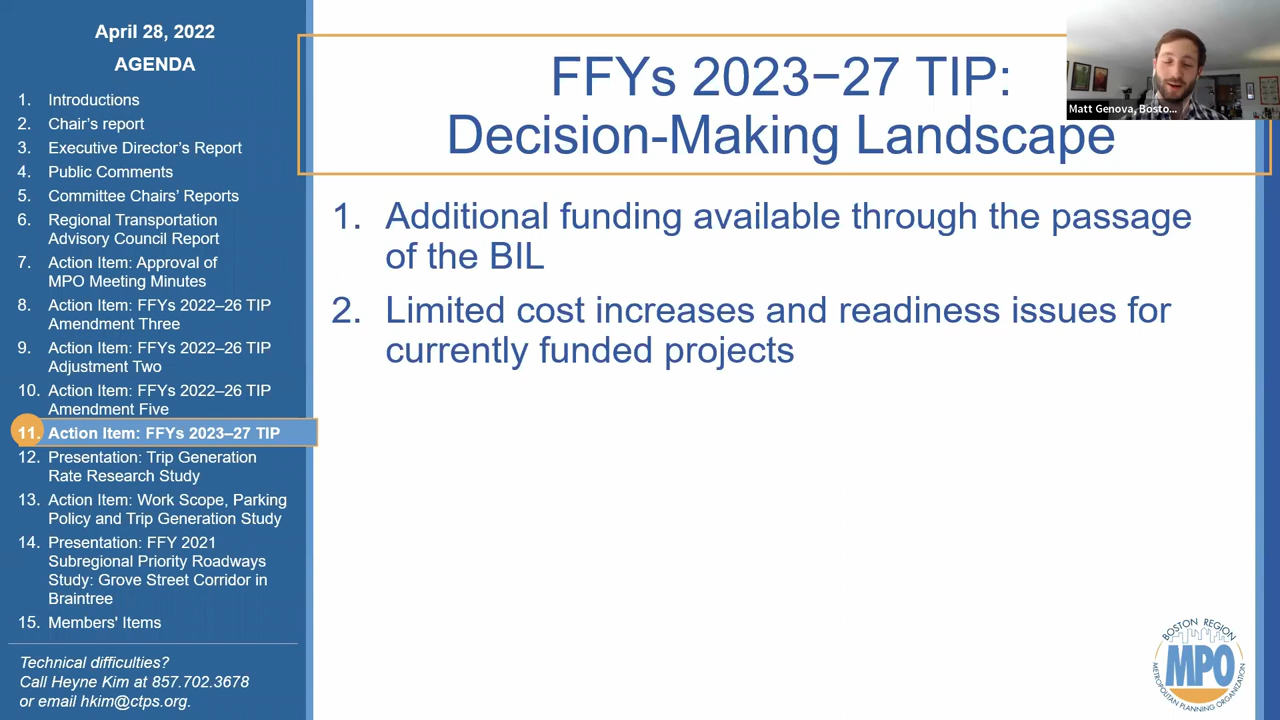 April 28, 2022
AGENDA
1. Introductions
2. Chair's report
3. Executive Director's Report
4. Public Comments
5. Committee Chairs' Reports
6. Regional Transportation
Advisory Council Report
7. Action Item: Approval of
MPO Meeting Minutes
8. Action Item: FFYs 2022–26 TIP
Amendment Three
9. Action Item: FFYs 2022–26 TIP
Adjustment Two
10. Action Item: FFYs 2022–26 TIP
Amendment Five
11. Action Item: FFYs 2023–27 TIP
12. Presentation: Trip Generation
Rate Research Study
13. Action Item: Work Scope, Parking
Policy and Trip Generation Study
14. Presentation: FFY 2021
Subregional Priority Roadways
Study: Grove Street Corridor in
Braintree
15. Members' Items
Technical difficulties?
Call Heyne Kim at 857.702.3678
or email hkim@ctps.org.
FFYs 2023−27 TIP:
Decision-Making Landscape
Matt Genova, Bosto...
1. Additional funding available through the passage
of the BIL
2. Limited cost increases and readiness issues for
currently funded projects
BOSTON REGION
MPO
METROPOLITAN PLANNING ORGANIZATION